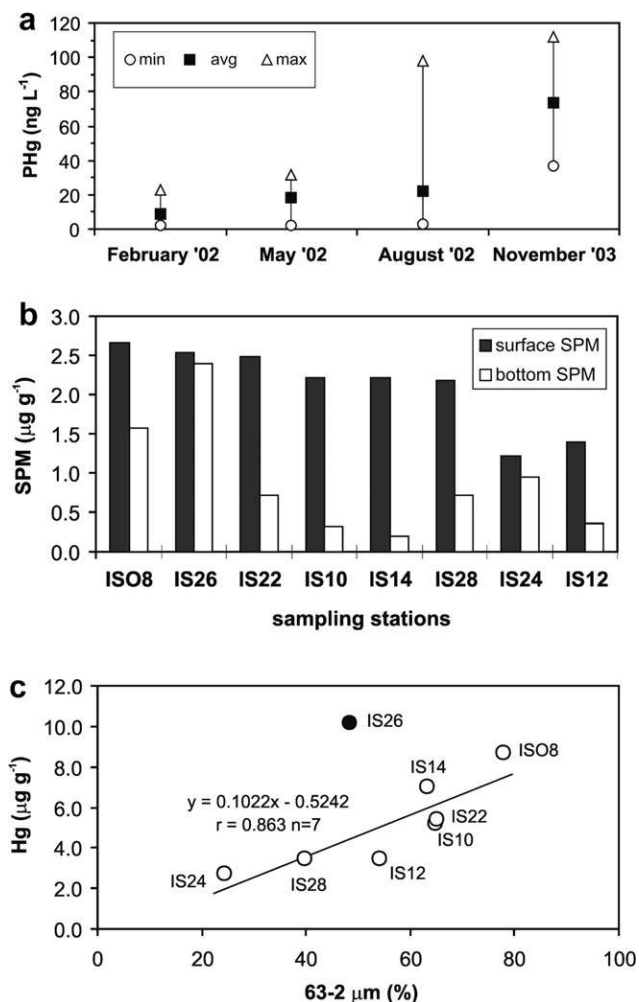 a
120
100
80
60
40
20
0
PHg (ng L⁻¹)
min avg max
February '02 May '02 August '02 November '03
b
3.0
2.5
2.0
1.5
1.0
0.5
0.0
SPM (µg g⁻¹)
surface SPM
bottom SPM
ISO8 IS26 IS22 IS10 IS14 IS28 IS24 IS12
sampling stations
c
12.0
10.0
8.0
6.0
4.0
2.0
0.0
Hg (µg g⁻¹)
IS26
ISO8
IS14
y = 0.1022x - 0.5242
r = 0.863 n=7
IS22
IS10
IS24
IS28
IS12
0 20 40 60 80 100
63-2 µm (%)